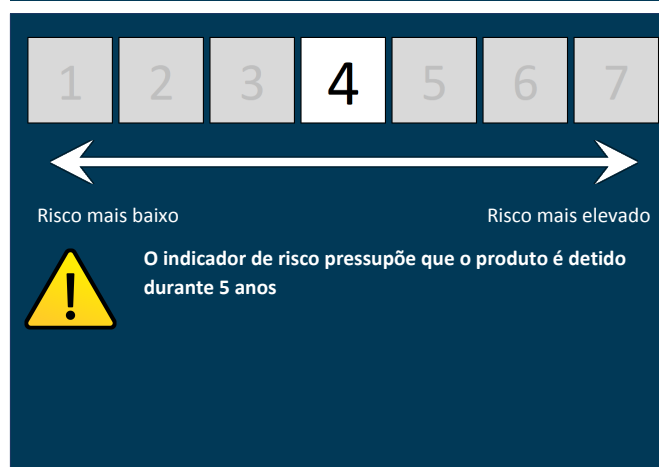 1 2 3 4 5 6 7
Risco mais baixo Risco mais elevado
O indicador de risco pressupõe que o produto é detido
durante 5 anos